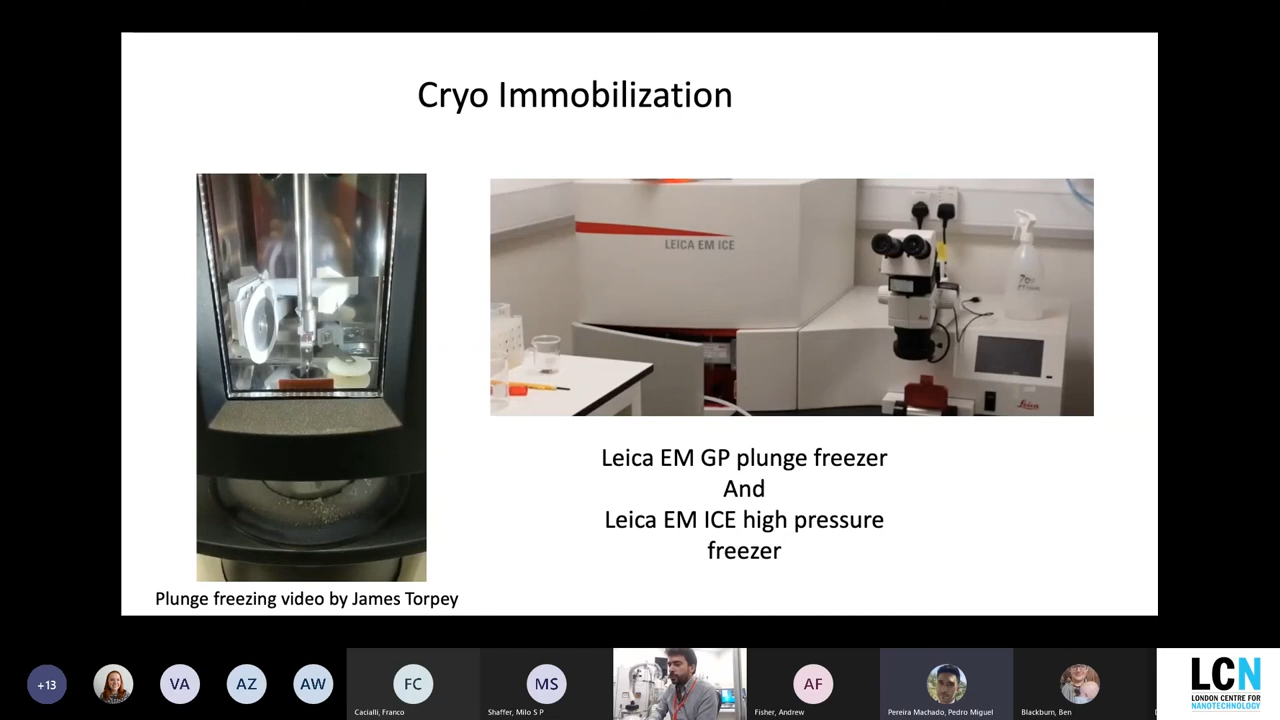 Cryo Immobilization
LEICA EM ICE
70%
Leica
Leica EM GP plunge freezer
And
Leica EM ICE high pressure
freezer
Plunge freezing video by James Torpey
+13
VA
AZ
AW
FC
Cacialli, Franco
MS
Shaffer, Milo S P
AF
Fisher, Andrew
Pereira Machado, Pedro Miguel
Blackburn, Ben
LCN
LONDON CENTRE FOR
NANOTECHNOLOGY